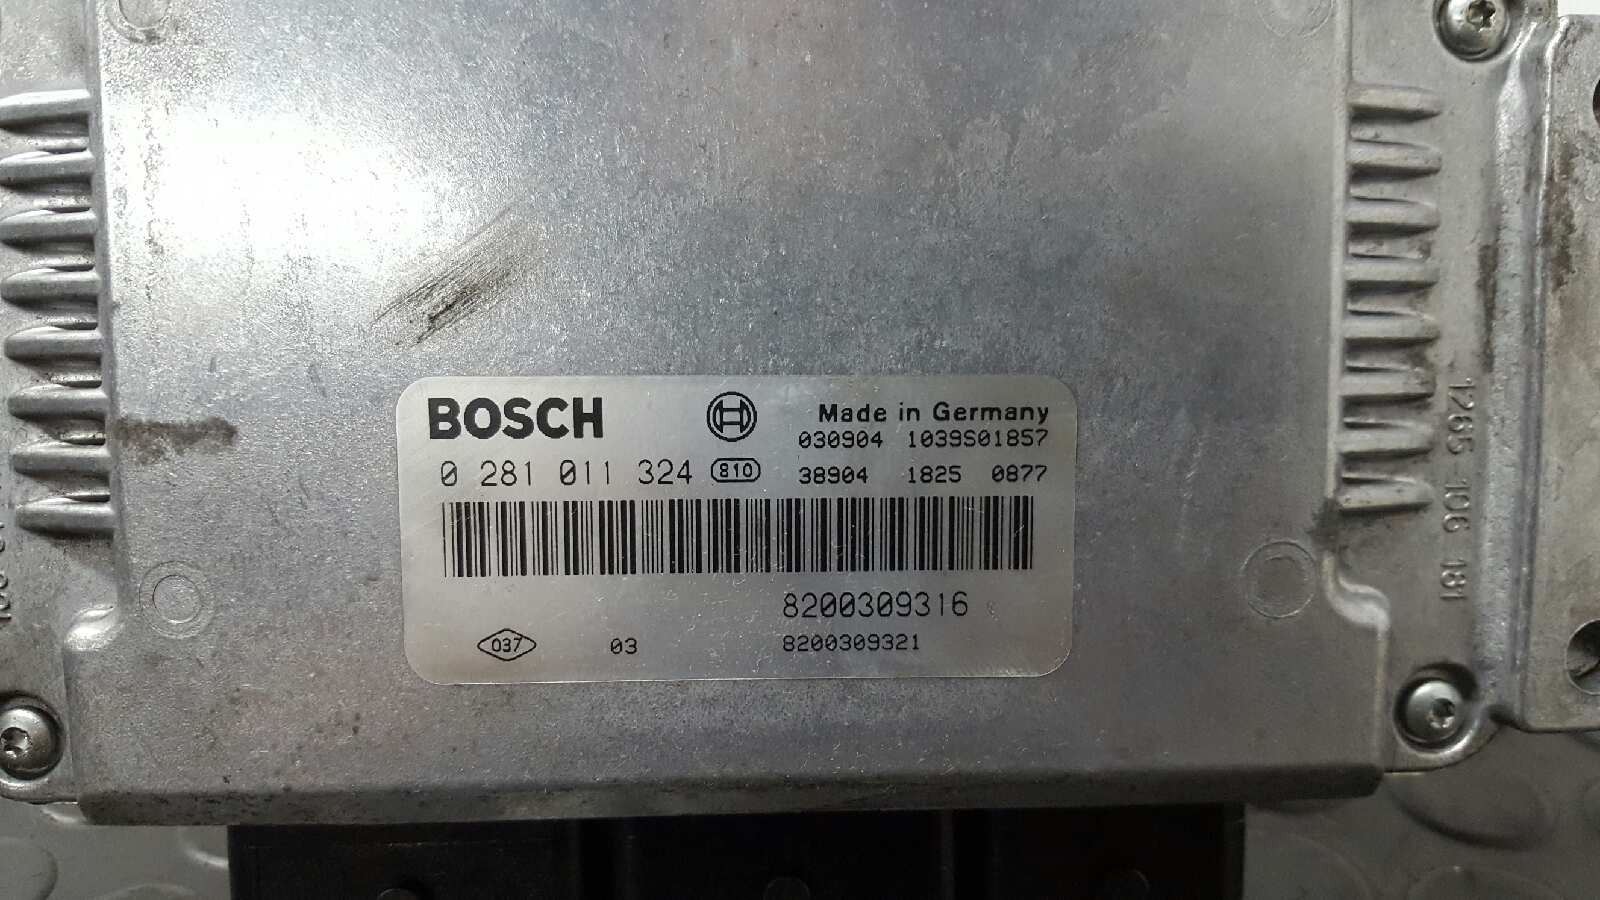 BOSCH
Made in Germany
030904 1039S01857
0 281 011 324 810 38904 1825 0877
8200309316
037 03 8200309321
1265 106 181